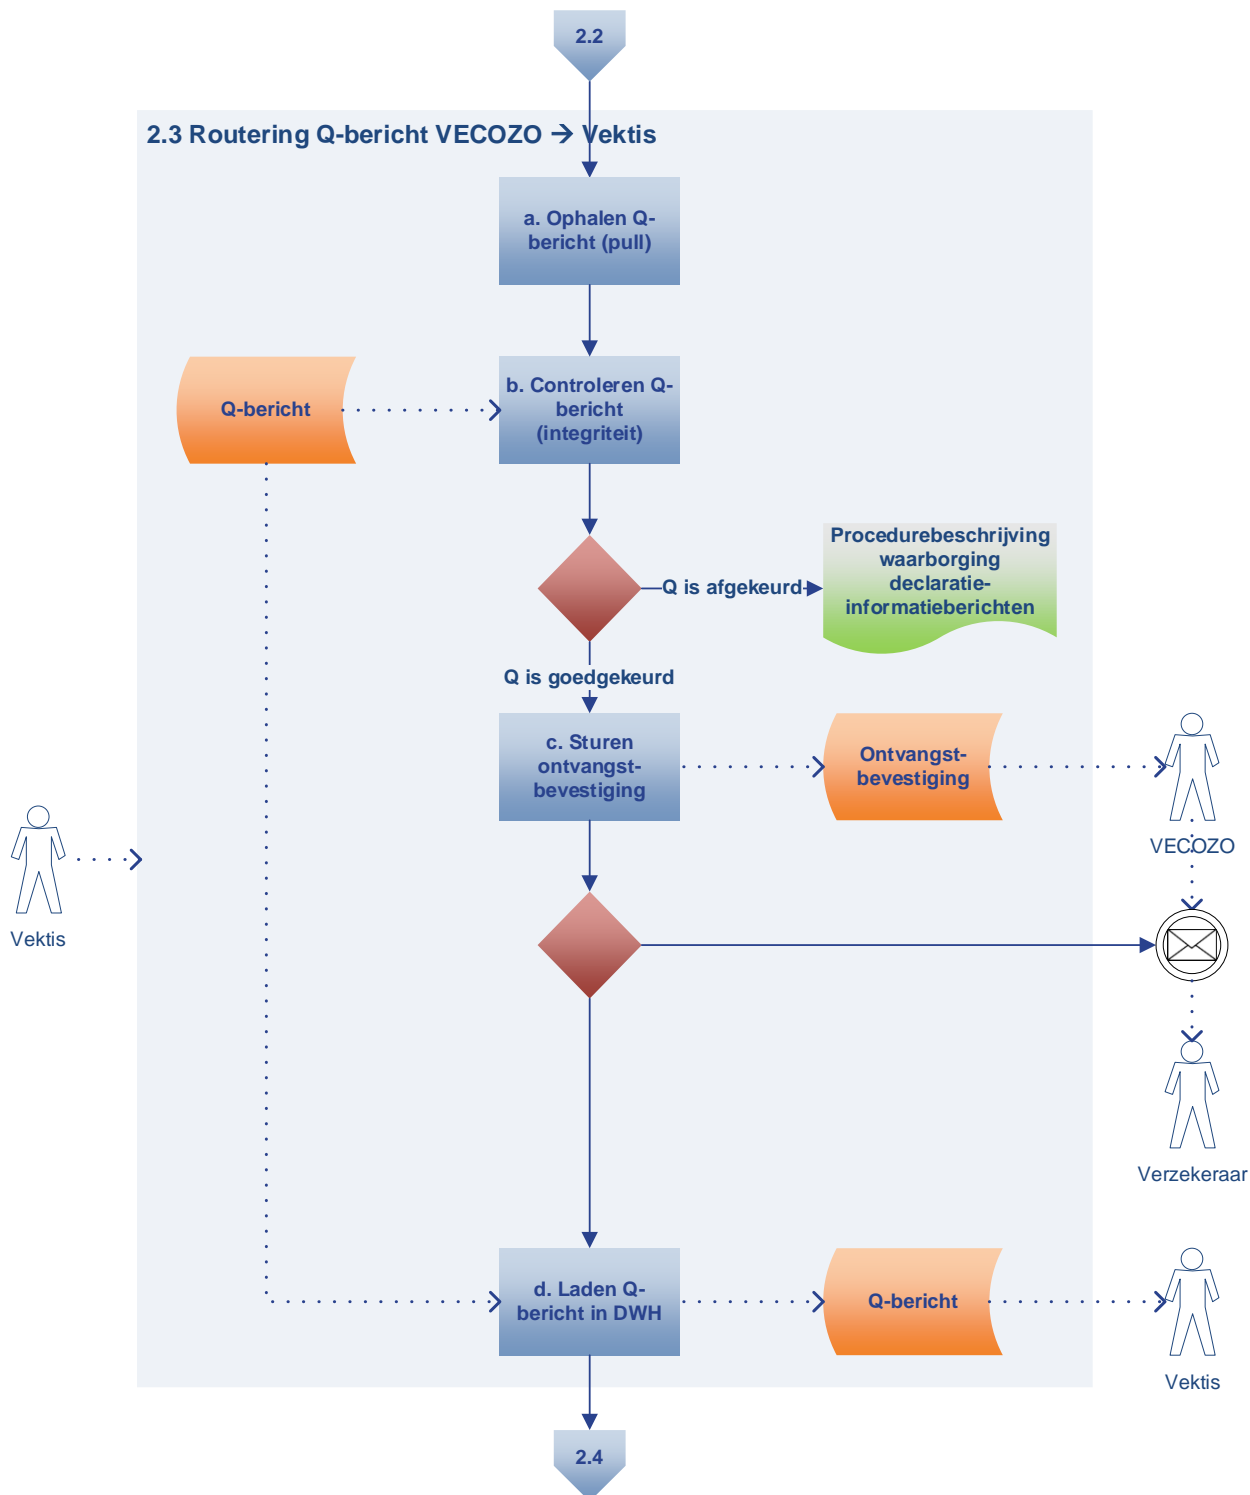 2.2
2.3 Routering Q-bericht VECOZO → Vektis
a. Ophalen Q-
bericht (pull)
Q-bericht
b. Controleren Q-
bericht
(integriteit)
Procedurebeschrijving
waarborging
declaratie-
informatieberichten
Q is afgekeurd
Q is goedgekeurd
c. Sturen
ontvangst-
bevestiging
Ontvangst-
bevestiging
VECOZO
Vektis
Verzekeraar
d. Laden Q-
bericht in DWH
Q-bericht
Vektis
2.4